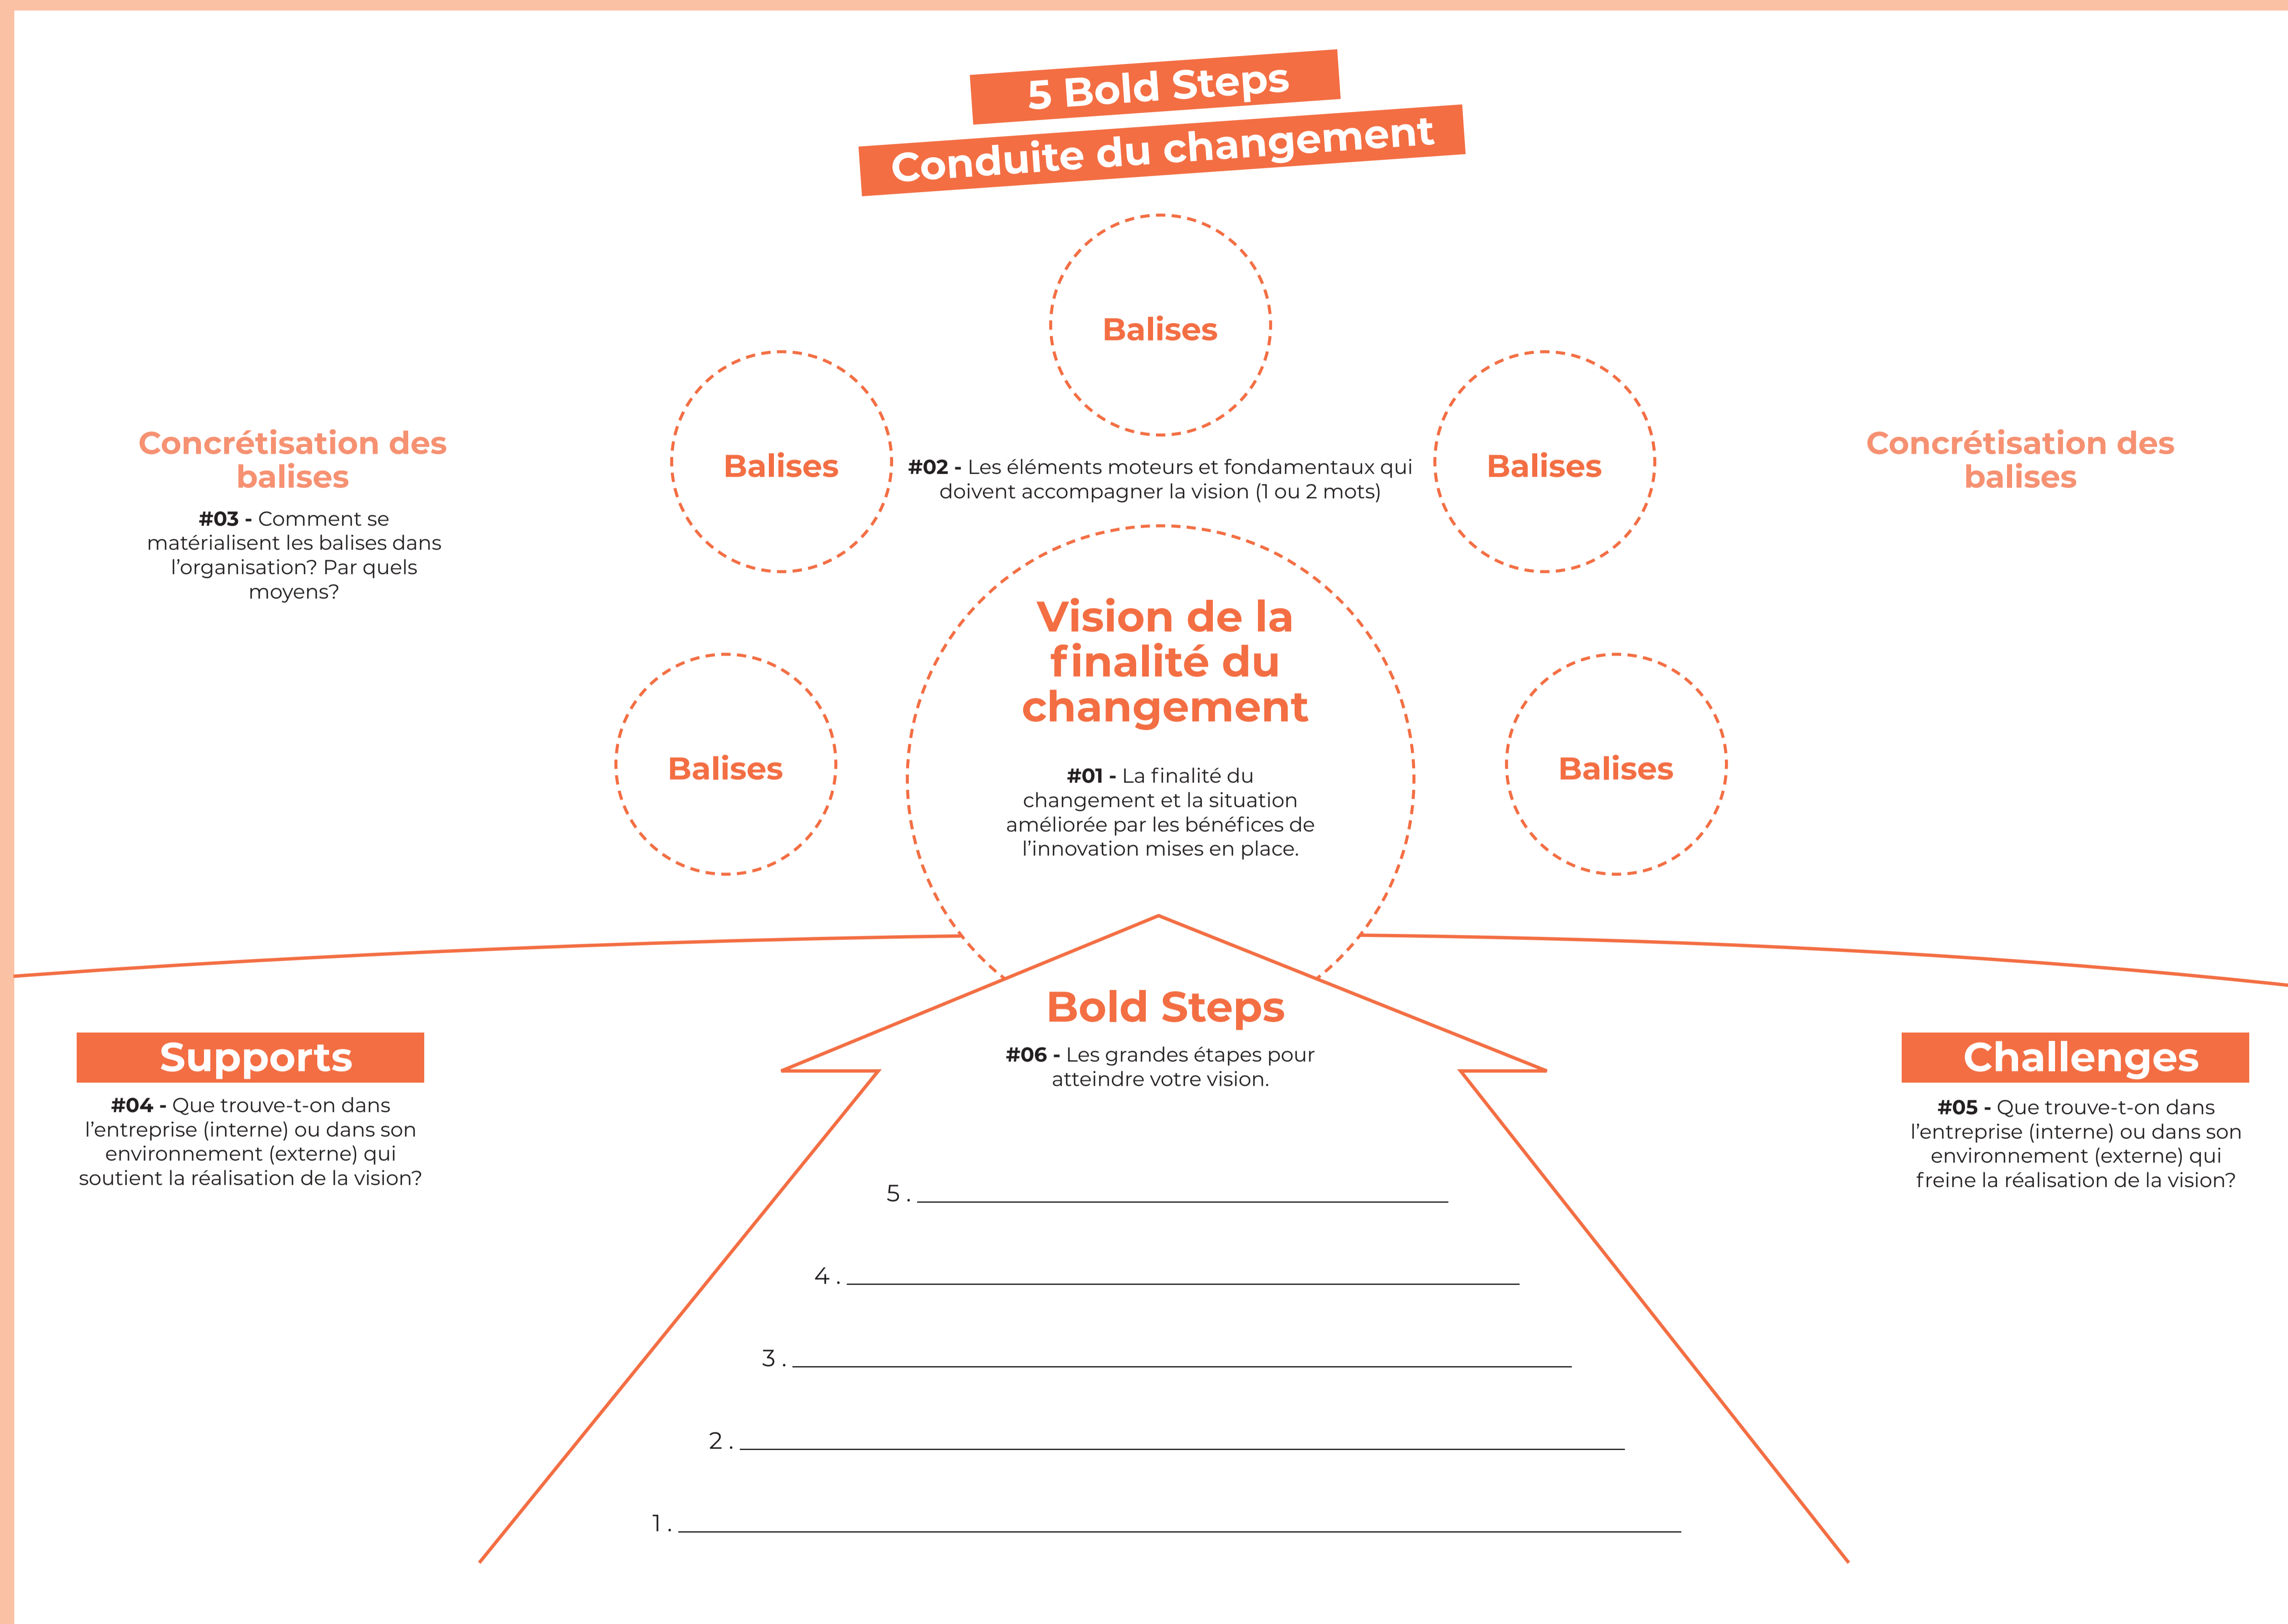 5 Bold Steps
Conduite du changement
Balises
Balises
Balises
#02 - Les éléments moteurs et fondamentaux qui
doivent accompagner la vision (1 ou 2 mots)
Concrétisation des
balises
#03 - Comment se
matérialisent les balises dans
l'organisation? Par quels
moyens?
Concrétisation des
balises
Balises
Balises
Vision de la
finalité du
changement
#01 - La finalité du
changement et la situation
améliorée par les bénéfices de
l'innovation mises en place.
Supports
#04 - Que trouve-t-on dans
l'entreprise (interne) ou dans son
environnement (externe) qui
soutient la réalisation de la vision?
Bold Steps
#06 - Les grandes étapes pour
atteindre votre vision.
5.
4.
3.
2.
1.
Challenges
#05 - Que trouve-t-on dans
l'entreprise (interne) ou dans son
environnement (externe) qui
freine la réalisation de la vision?